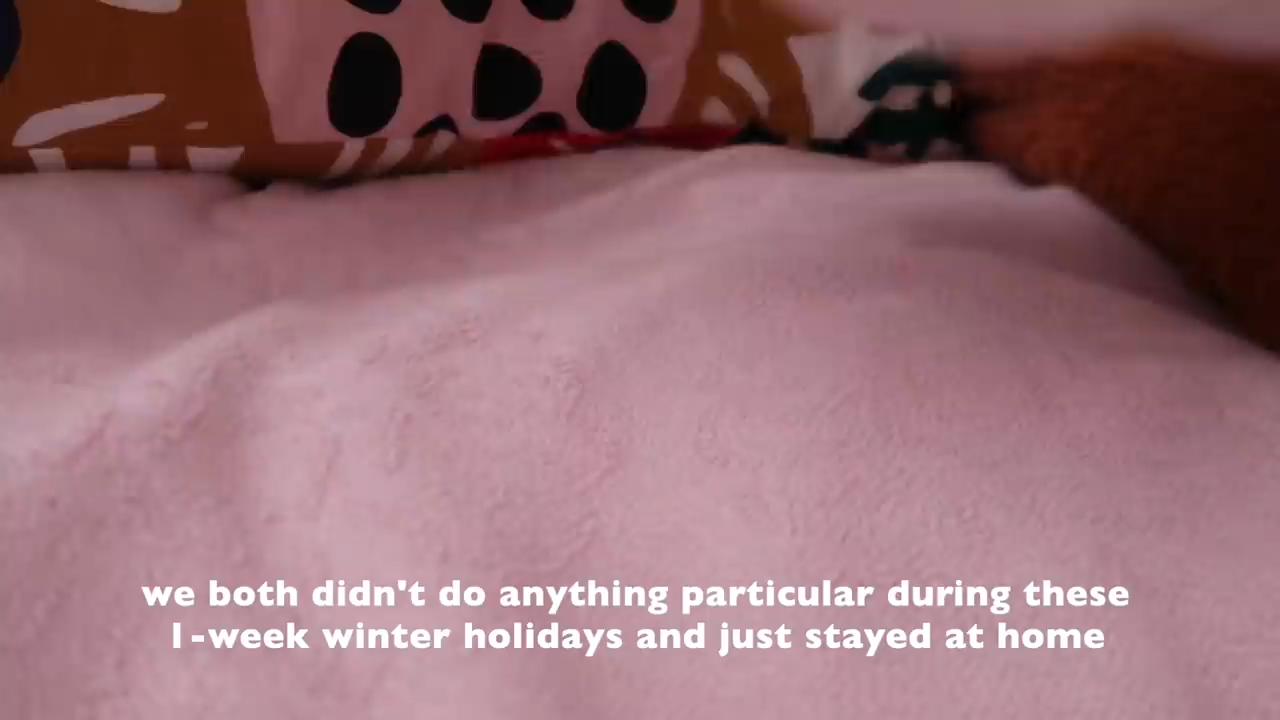 we both didn't do anything particular during these
1-week winter holidays and just stayed at home